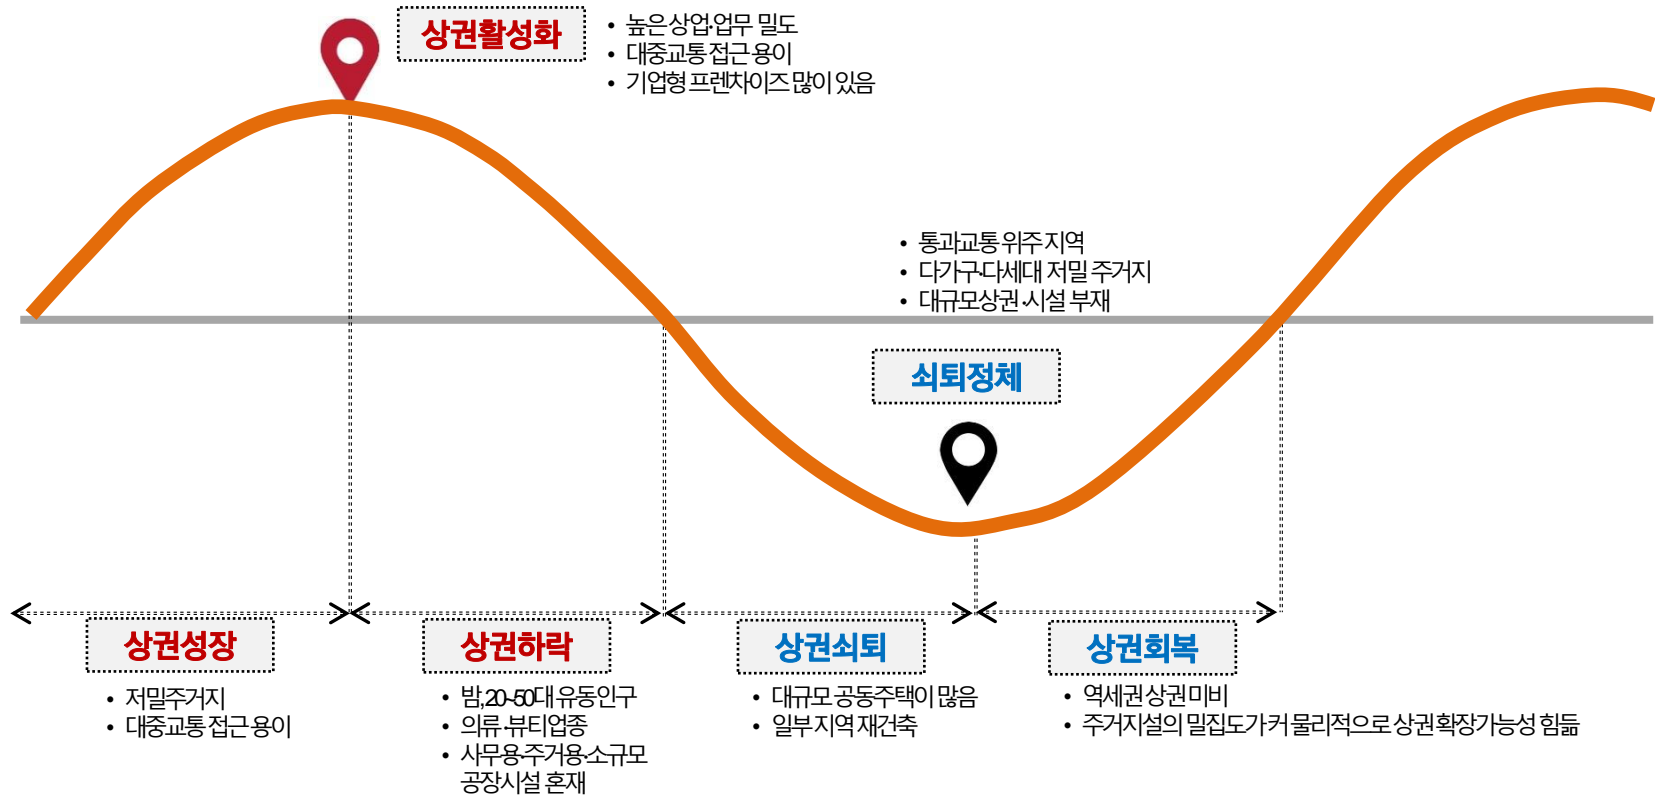 상권활성화
• 높은 상업·업무 밀도
• 대중교통 접근 용이
• 기업형 프렌차이즈 많이 있음
• 통과교통 위주 지역
• 다가구·다세대 저밀 주거지
• 대규모상권·시설 부재
쇠퇴정체
상권성장
• 저밀주거지
• 대중교통 접근 용이
상권하락
• 밤,20~50대 유동인구
• 의류·뷰티업종
• 사무용·주거용·소규모
공장시설 혼재
상권쇠퇴
• 대규모 공동주택이 많음
• 일부 지역 재건축
상권회복
• 역세권 상권 미비
• 주거지설의 밀집도가 커 물리적으로 상권 확장가능성 힘듦